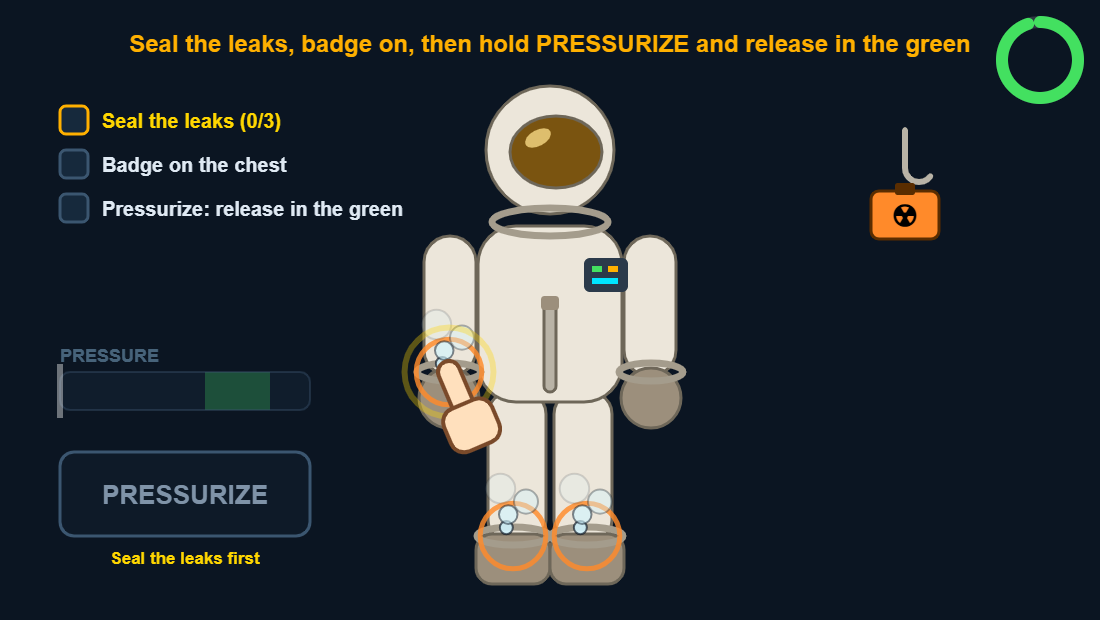 Seal the leaks, badge on, then hold PRESSURIZE and release in the green
Seal the leaks (0/3)
Badge on the chest
Pressurize: release in the green
PRESSURE
PRESSURIZE
Seal the leaks first